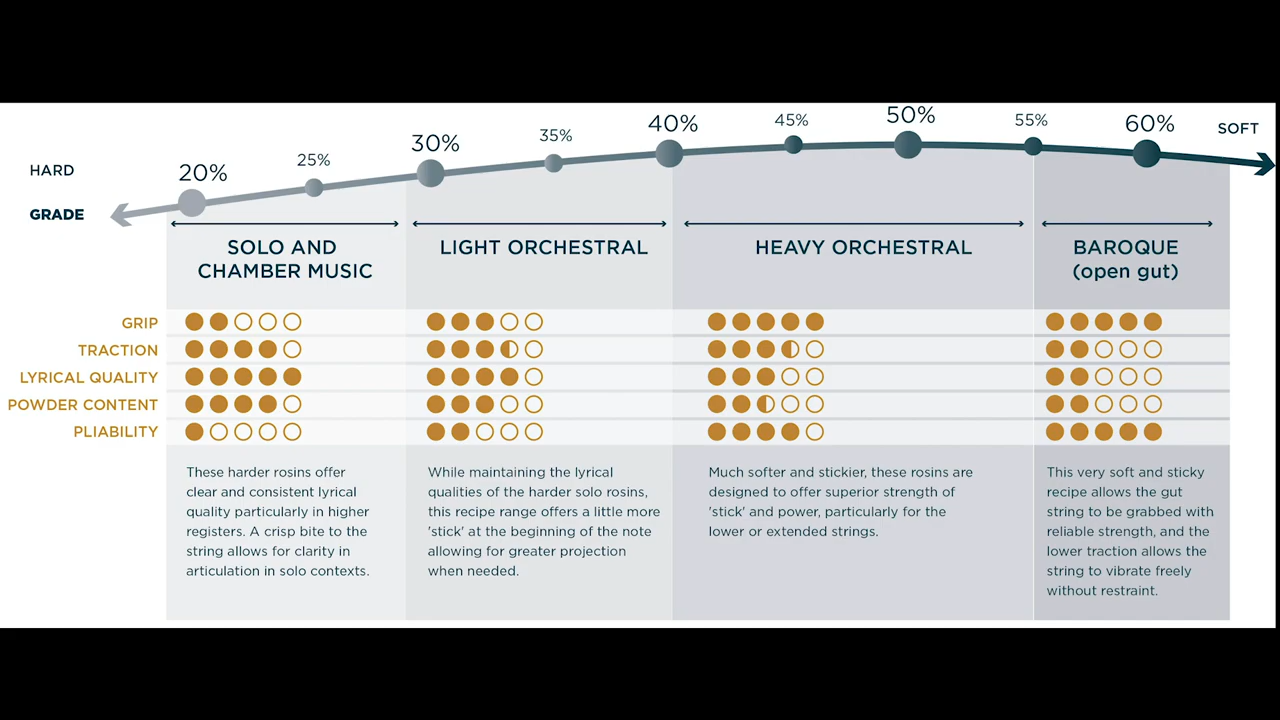 20%
25%
30%
35%
40%
45%
50%
55%
60%
SOFT
HARD
GRADE
SOLO AND
CHAMBER MUSIC
LIGHT ORCHESTRAL
HEAVY ORCHESTRAL
BAROQUE
(open gut)
GRIP
TRACTION
LYRICAL QUALITY
POWDER CONTENT
PLIABILITY
These harder rosins offer
clear and consistent lyrical
quality particularly in higher
registers. A crisp bite to the
string allows for clarity in
articulation in solo contexts.
While maintaining the lyrical
qualities of the harder solo rosins,
this recipe range offers a little more
'stick' at the beginning of the note
allowing for greater projection
when needed.
Much softer and stickier, these rosins are
designed to offer superior strength of
'stick' and power, particularly for the
lower or extended strings.
This very soft and sticky
recipe allows the gut
string to be grabbed with
reliable strength, and the
lower traction allows the
string to vibrate freely
without restraint.